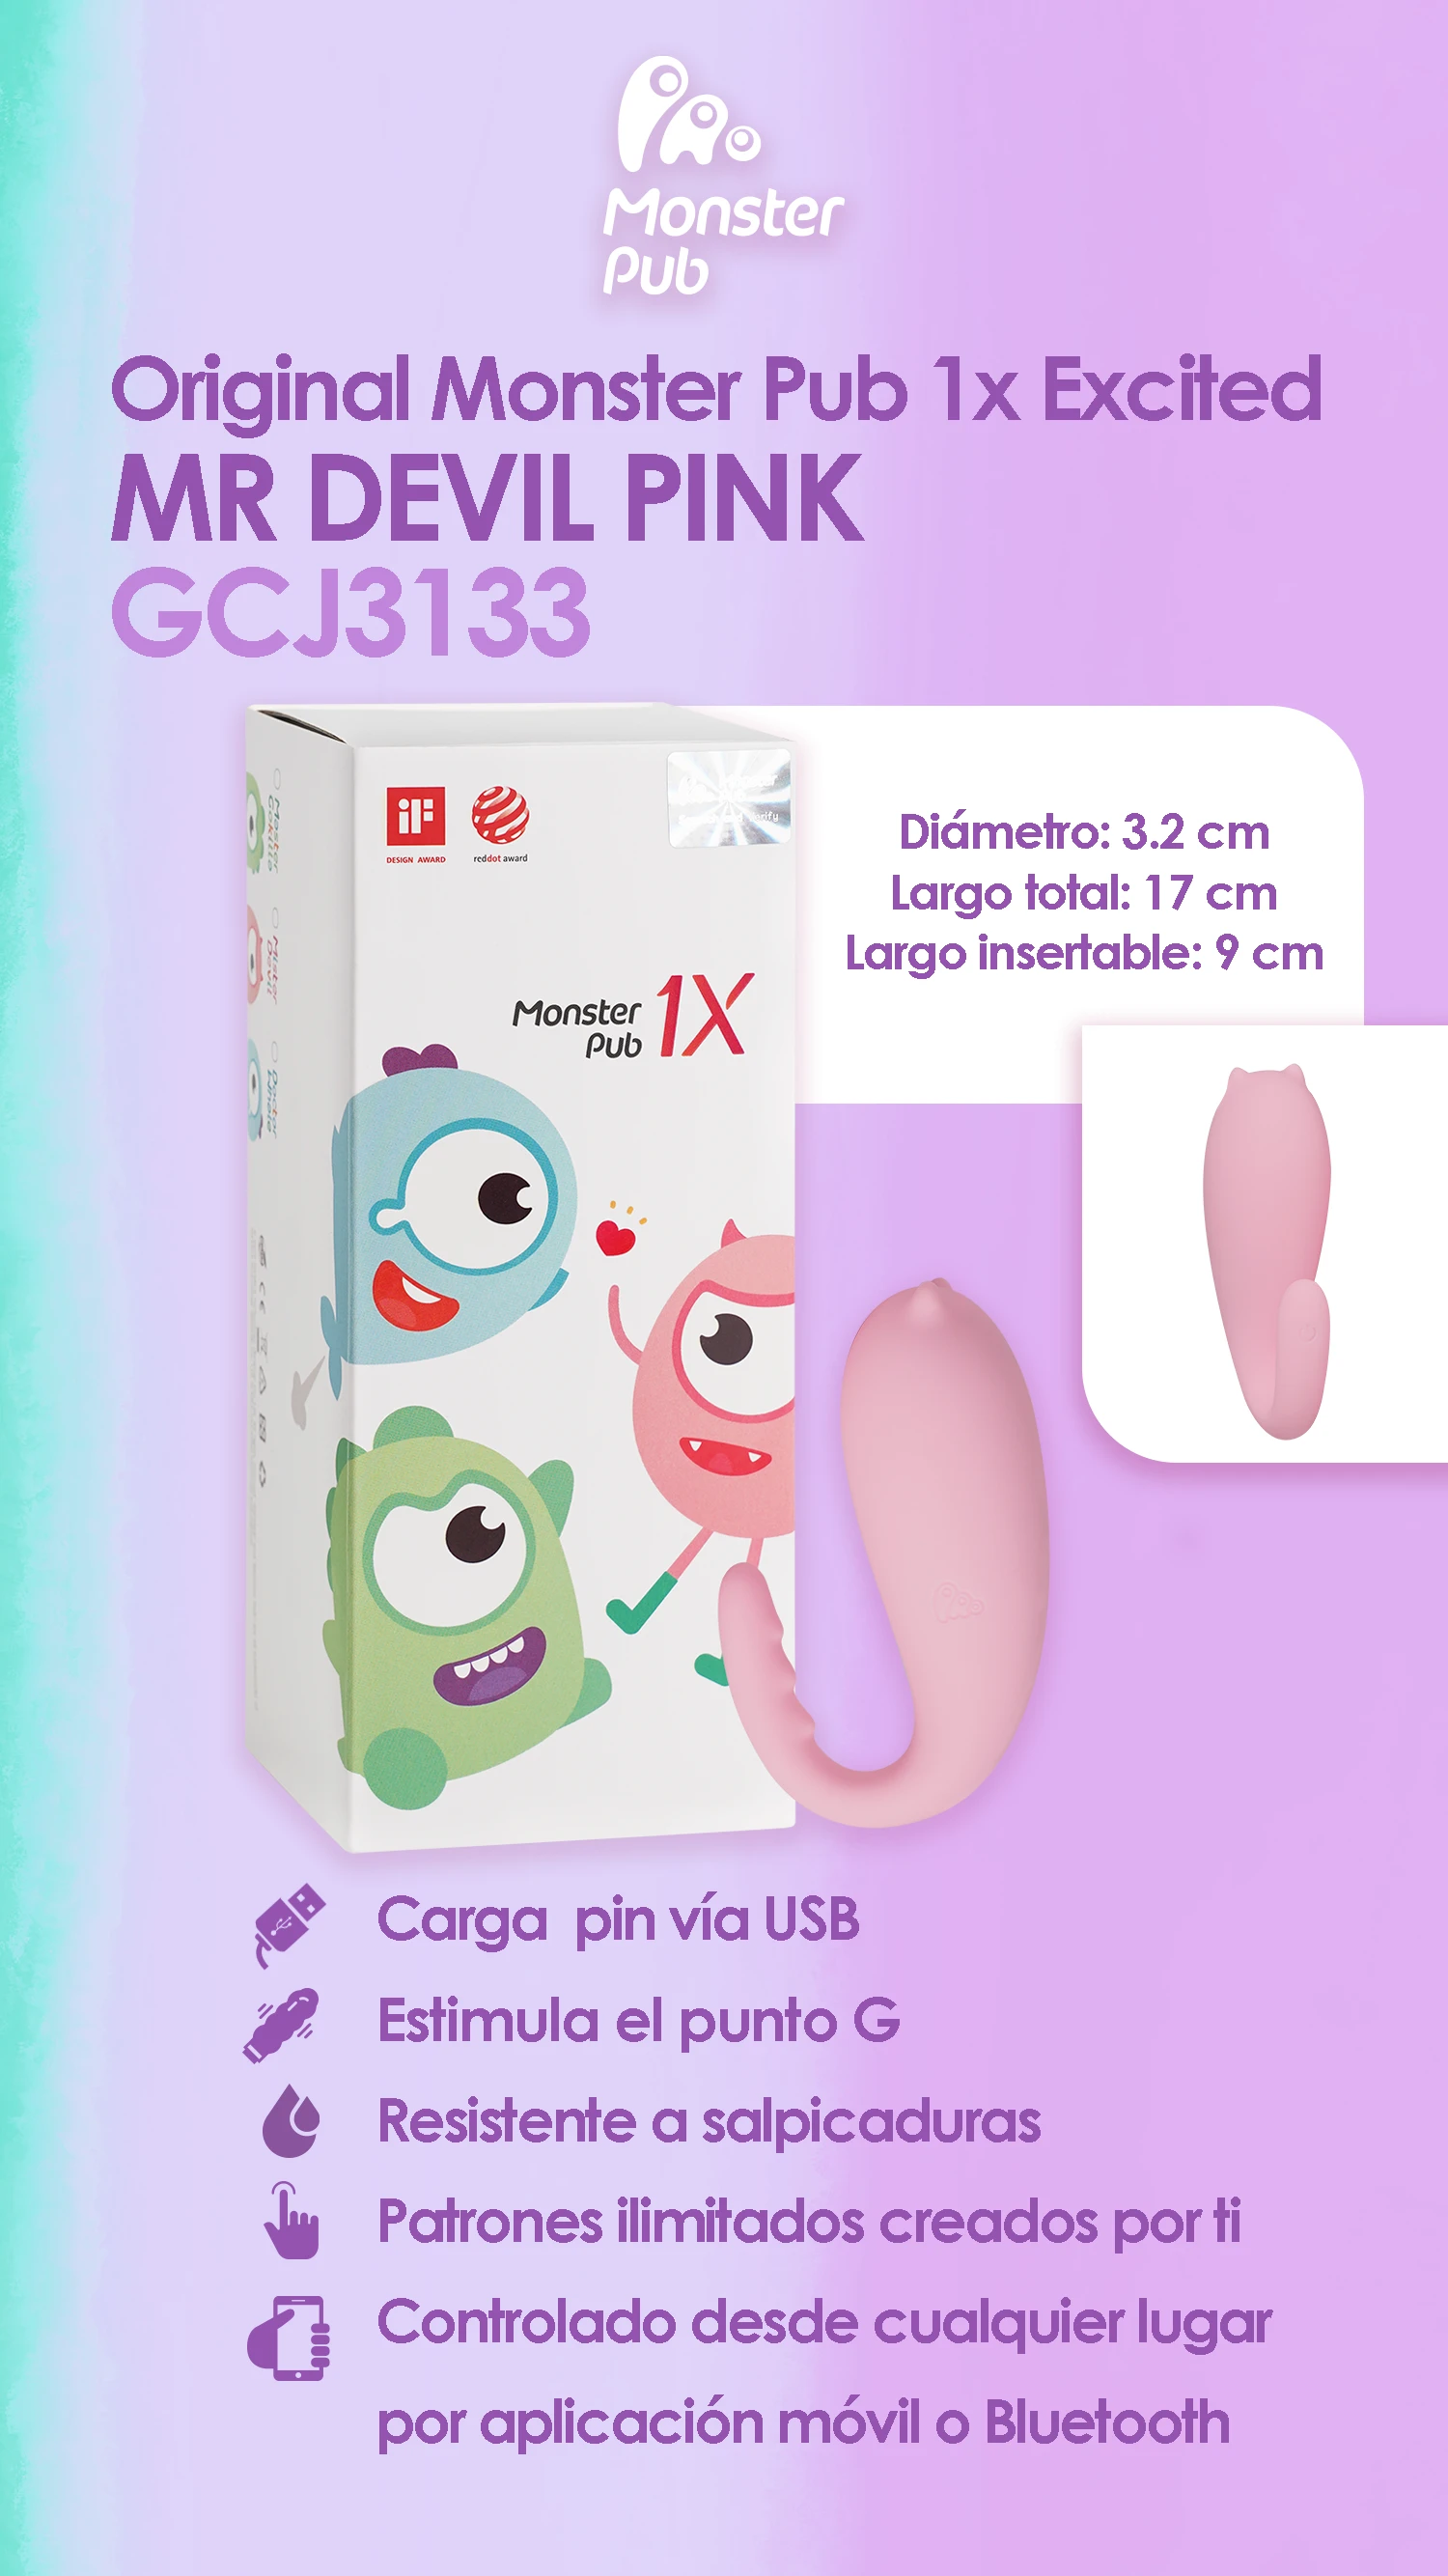 Monster
Pub
Original Monster Pub 1x Excited
MR DEVIL PINK
GCJ3133
iF
DESIGN AWARD
reddot award
Monster
Pub
1X
Diámetro: 3.2 cm
Largo total: 17 cm
Largo insertable: 9 cm
Carga pin vía USB
Estimula el punto G
Resistente a salpicaduras
Patrones ilimitados creados por ti
Controlado desde cualquier lugar
por aplicación móvil o Bluetooth